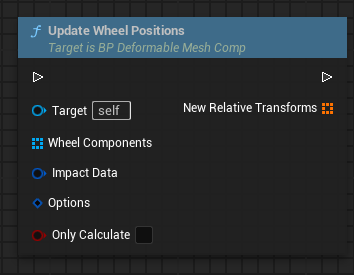 f Update Wheel Positions
Target is BP Deformable Mesh Comp
Target self
New Relative Transforms
Wheel Components
Impact Data
Options
Only Calculate